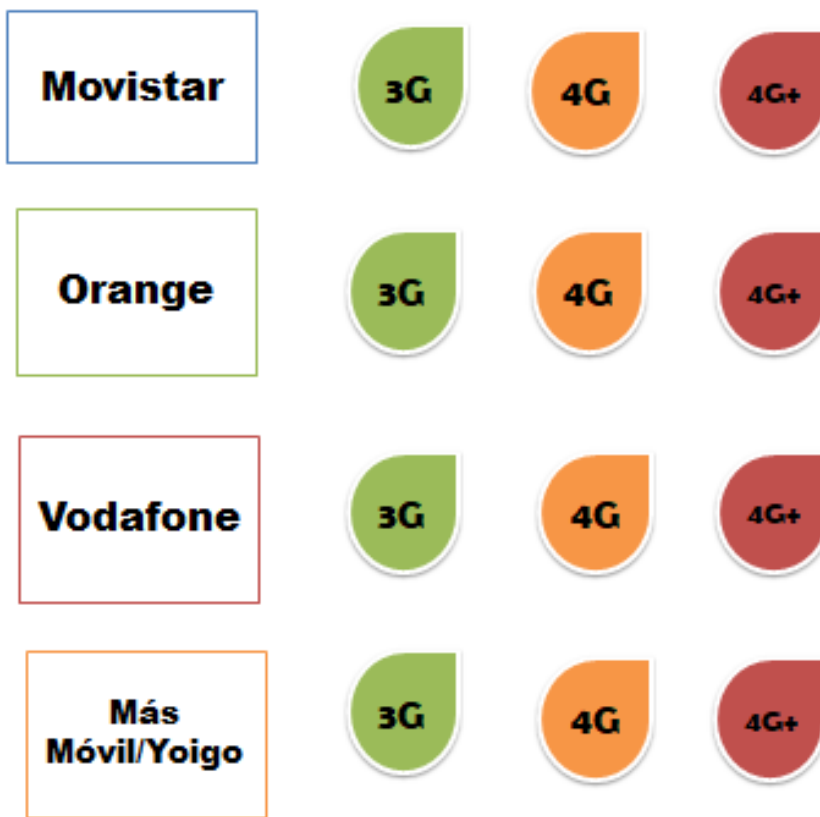 Movistar 3G 4G 4G+
Orange 3G 4G 4G+
Vodafone 3G 4G 4G+
Más
Móvil/Yoigo 3G 4G 4G+